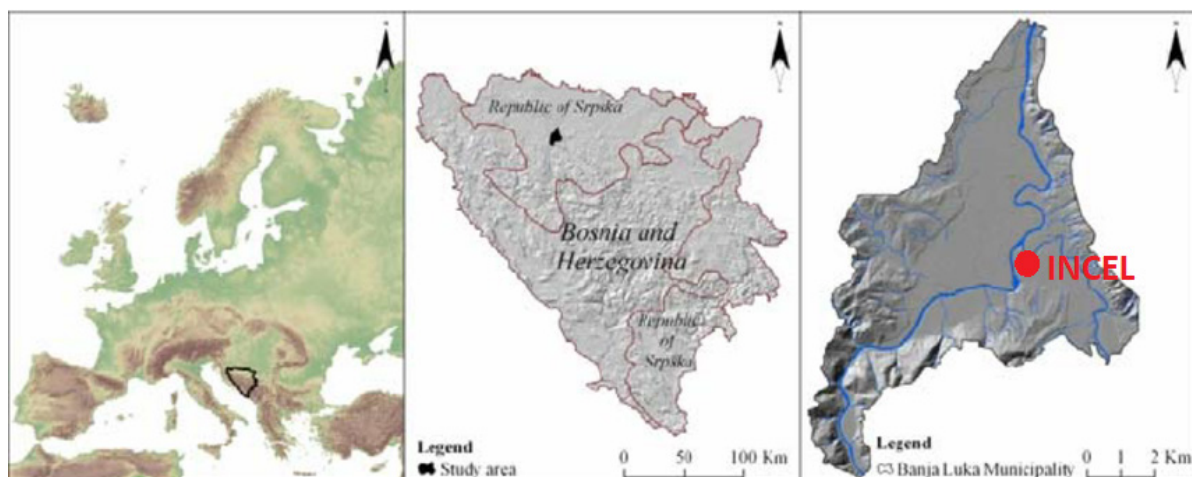 Republic of Srpska
Bosnia and
Herzegovina
Republic
of
Srpska
Legend
Study area
0 50 100 Km
INCEL
Legend
Banja Luka Municipality
0 1 2 Km